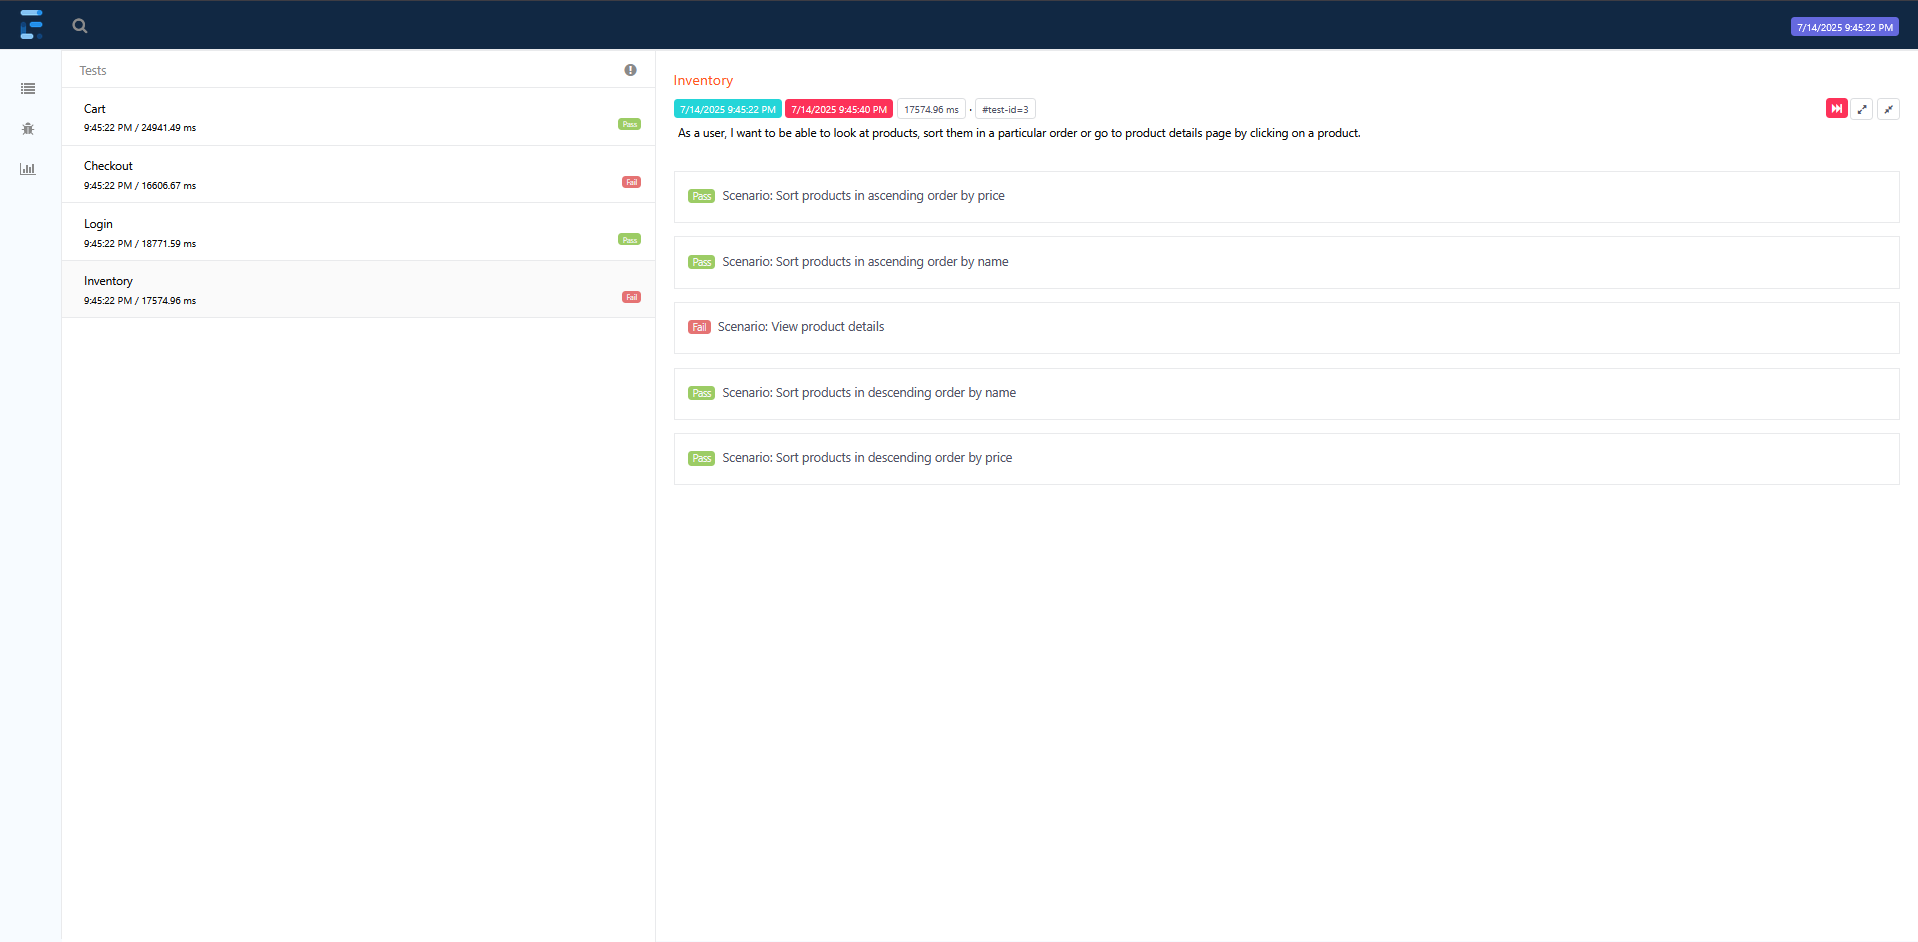 7/14/2025 9:45:22 PM
Tests
Cart
9:45:22 PM / 24941.49 ms
Pass
Checkout
9:45:22 PM / 16606.67 ms
Fail
Login
9:45:22 PM / 18771.59 ms
Pass
Inventory
9:45:22 PM / 17574.96 ms
Fail
Inventory
7/14/2025 9:45:22 PM 7/14/2025 9:45:40 PM 17574.96 ms · #test-id=3
As a user, I want to be able to look at products, sort them in a particular order or go to product details page by clicking on a product.
Pass Scenario: Sort products in ascending order by price
Pass Scenario: Sort products in ascending order by name
Fail Scenario: View product details
Pass Scenario: Sort products in descending order by name
Pass Scenario: Sort products in descending order by price